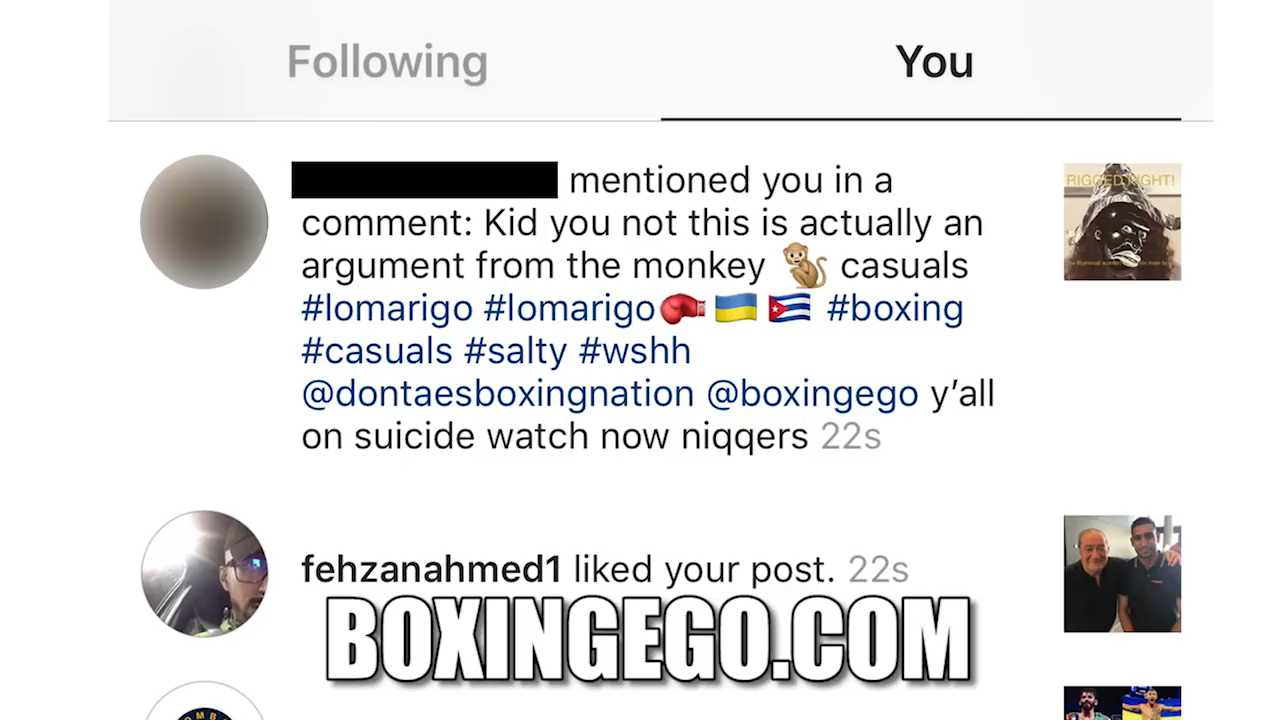 Following
You
mentioned you in a
comment: Kid you not this is actually an
argument from the monkey 🐒 casuals
#lomarigo #lomarigo🥊🇺🇦🇨🇺 #boxing
#casuals #salty #wshh
@dontaesboxingnation @boxingego y’all
on suicide watch now niqqers 22s
RIGGED FIGHT!
fehzanahmed1 liked your post. 22s
BOXINGEGO.COM